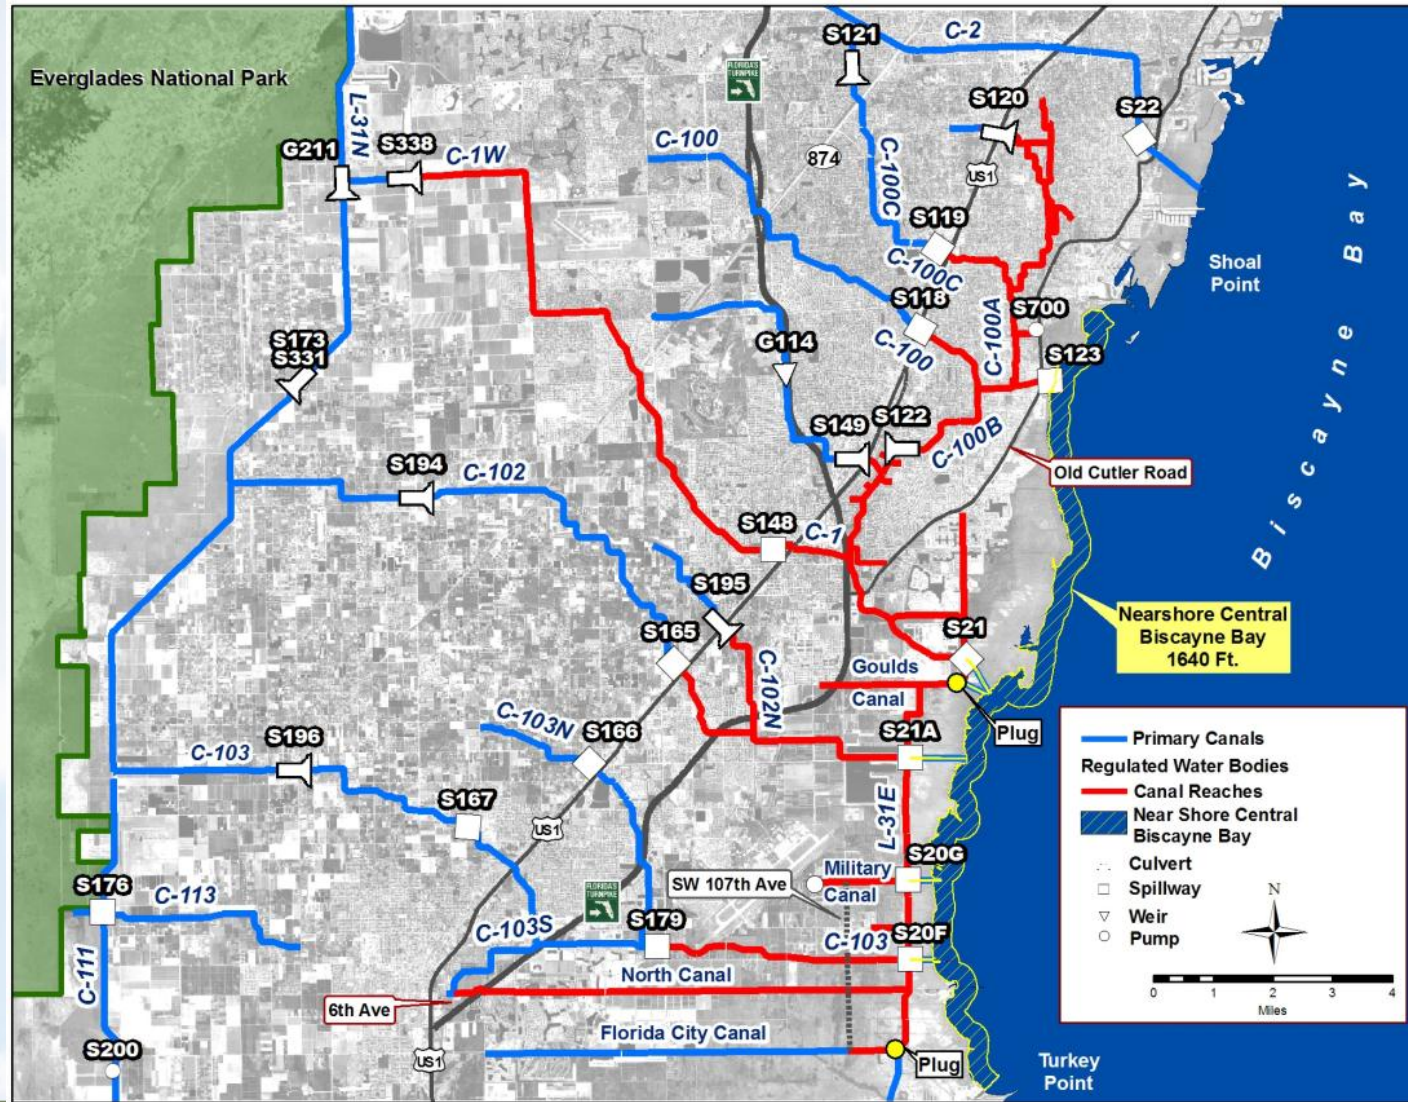 Everglades National Park
L-31N
G211
S338
C-1W
C-100
FLORIDA'S
TURNPIKE
874
S121
C-2
C-100C
S120
US1
S22
S119
C-100C
S118
C-100
C-100A
S700
S123
Shoal
Point
Biscayne Bay
S173
S331
G114
S149
S122
C-100B
Old Cutler Road
S194
C-102
S148
C-1
S195
S165
C-102N
S21
Goulds
Canal
Plug
Nearshore Central
Biscayne Bay
1640 Ft.
C-103N
S166
S21A
C-103
S196
S167
US1
L-31E
S20G
Military
Canal
SW 107th Ave
S176
C-113
C-111
FLORIDA'S
TURNPIKE
C-103S
S179
C-103
S20F
North Canal
6th Ave
Florida City Canal
US1
S200
Plug
Turkey
Point
Primary Canals
Regulated Water Bodies
Canal Reaches
Near Shore Central
Biscayne Bay
Culvert
Spillway
Weir
Pump
N
0 1 2 3 4
Miles